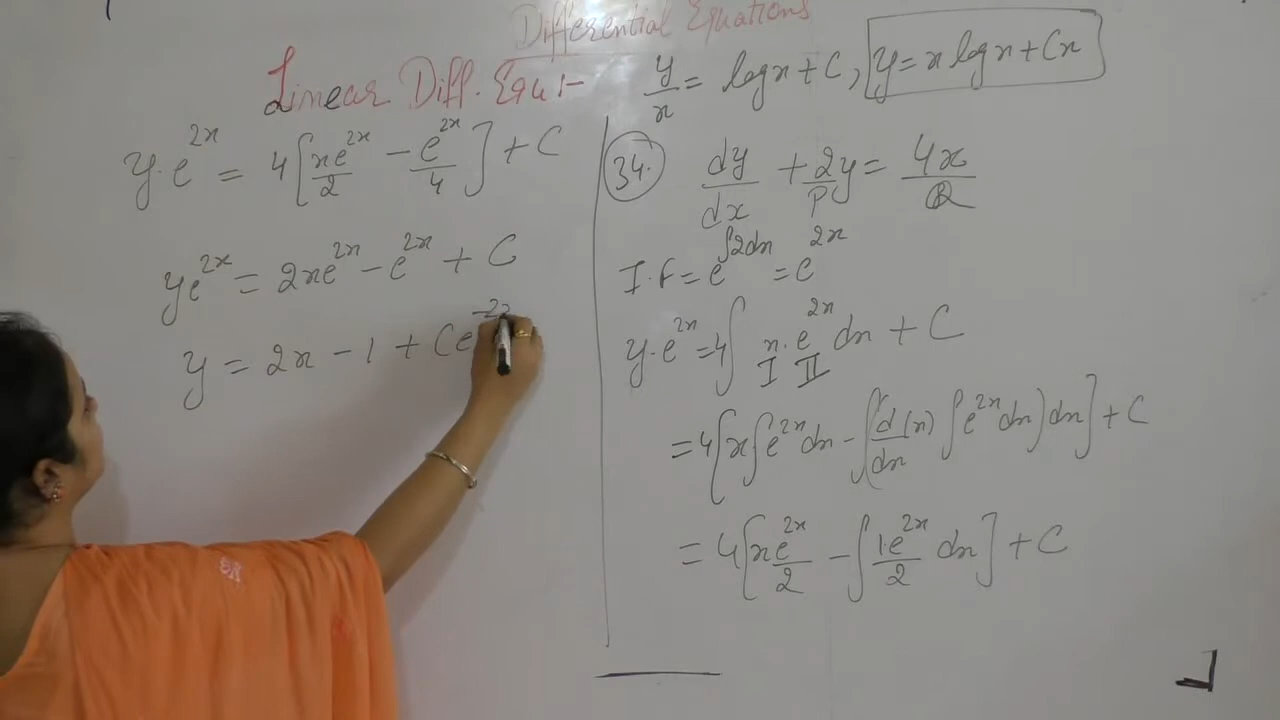 Differential Equations
Linear Diff. Equ :-
y/x = log x + C, y = x log x + Cx
y·e^{2x} = 4[xe^{2x}/2 - e^{2x}/4] + C
ye^{2x} = 2xe^{2x} - e^{2x} + C
y = 2x - 1 + Ce^{-2x}
34. dy/dx + 2y = 4x
P Q
I.F = e^{∫2dx} = e^{2x}
y·e^{2x} = 4∫ x·e^{2x} dx + C
I II
= 4[x∫e^{2x}dx - ∫(d/dx (x) ∫e^{2x}dx)dx] + C
= 4[xe^{2x}/2 - ∫1e^{2x}/2 dx] + C